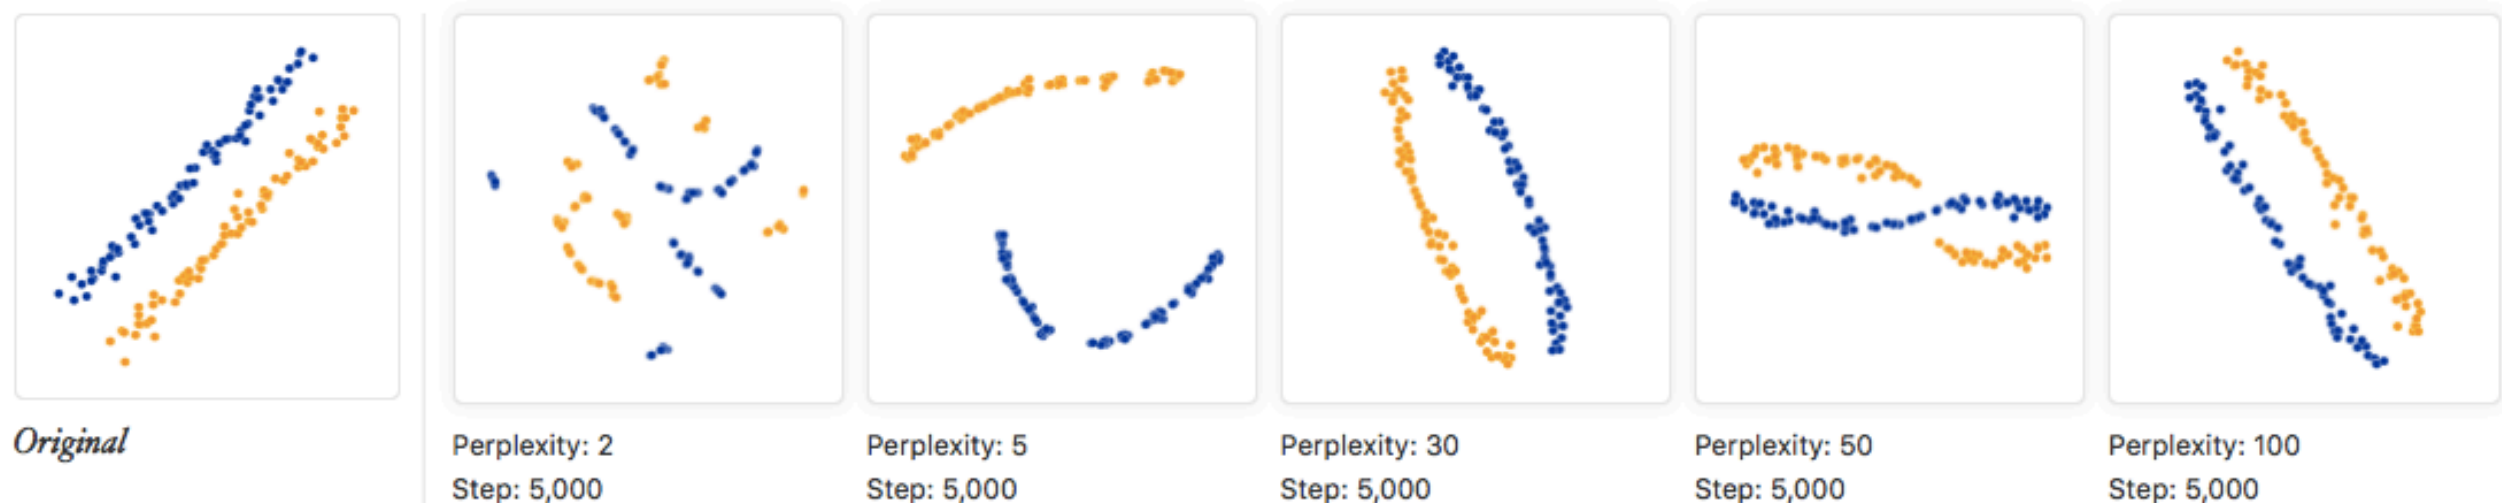 Original
Perplexity: 2
Step: 5,000
Perplexity: 5
Step: 5,000
Perplexity: 30
Step: 5,000
Perplexity: 50
Step: 5,000
Perplexity: 100
Step: 5,000